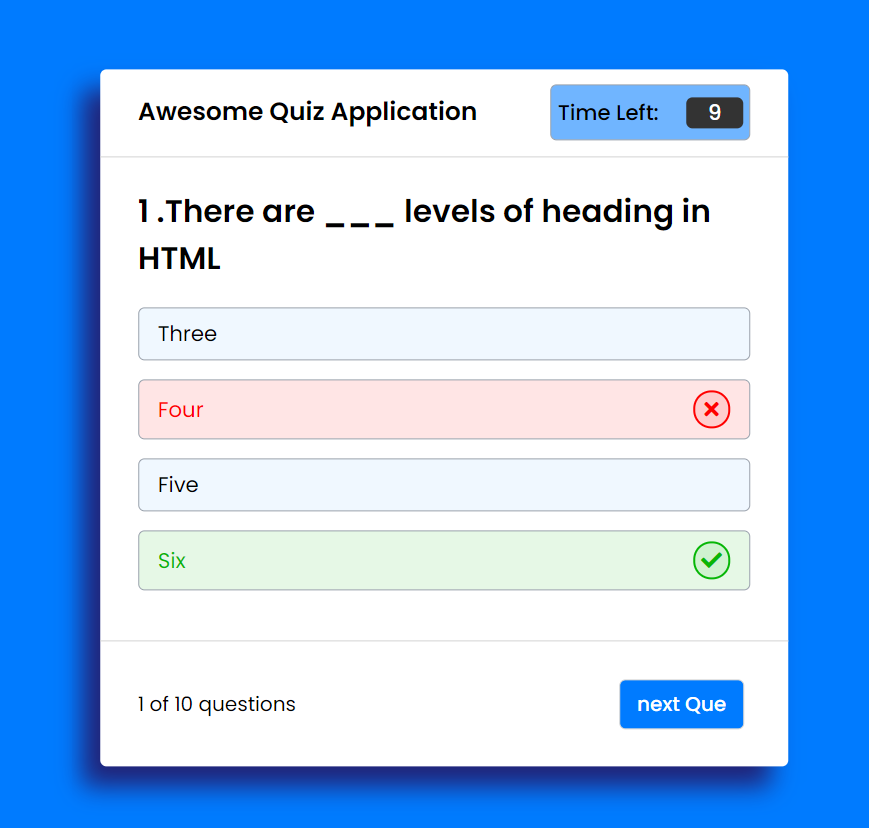 Awesome Quiz Application
Time Left: 9
1 .There are _ _ _ levels of heading in
HTML
Three
Four
Five
Six
1 of 10 questions
next Que